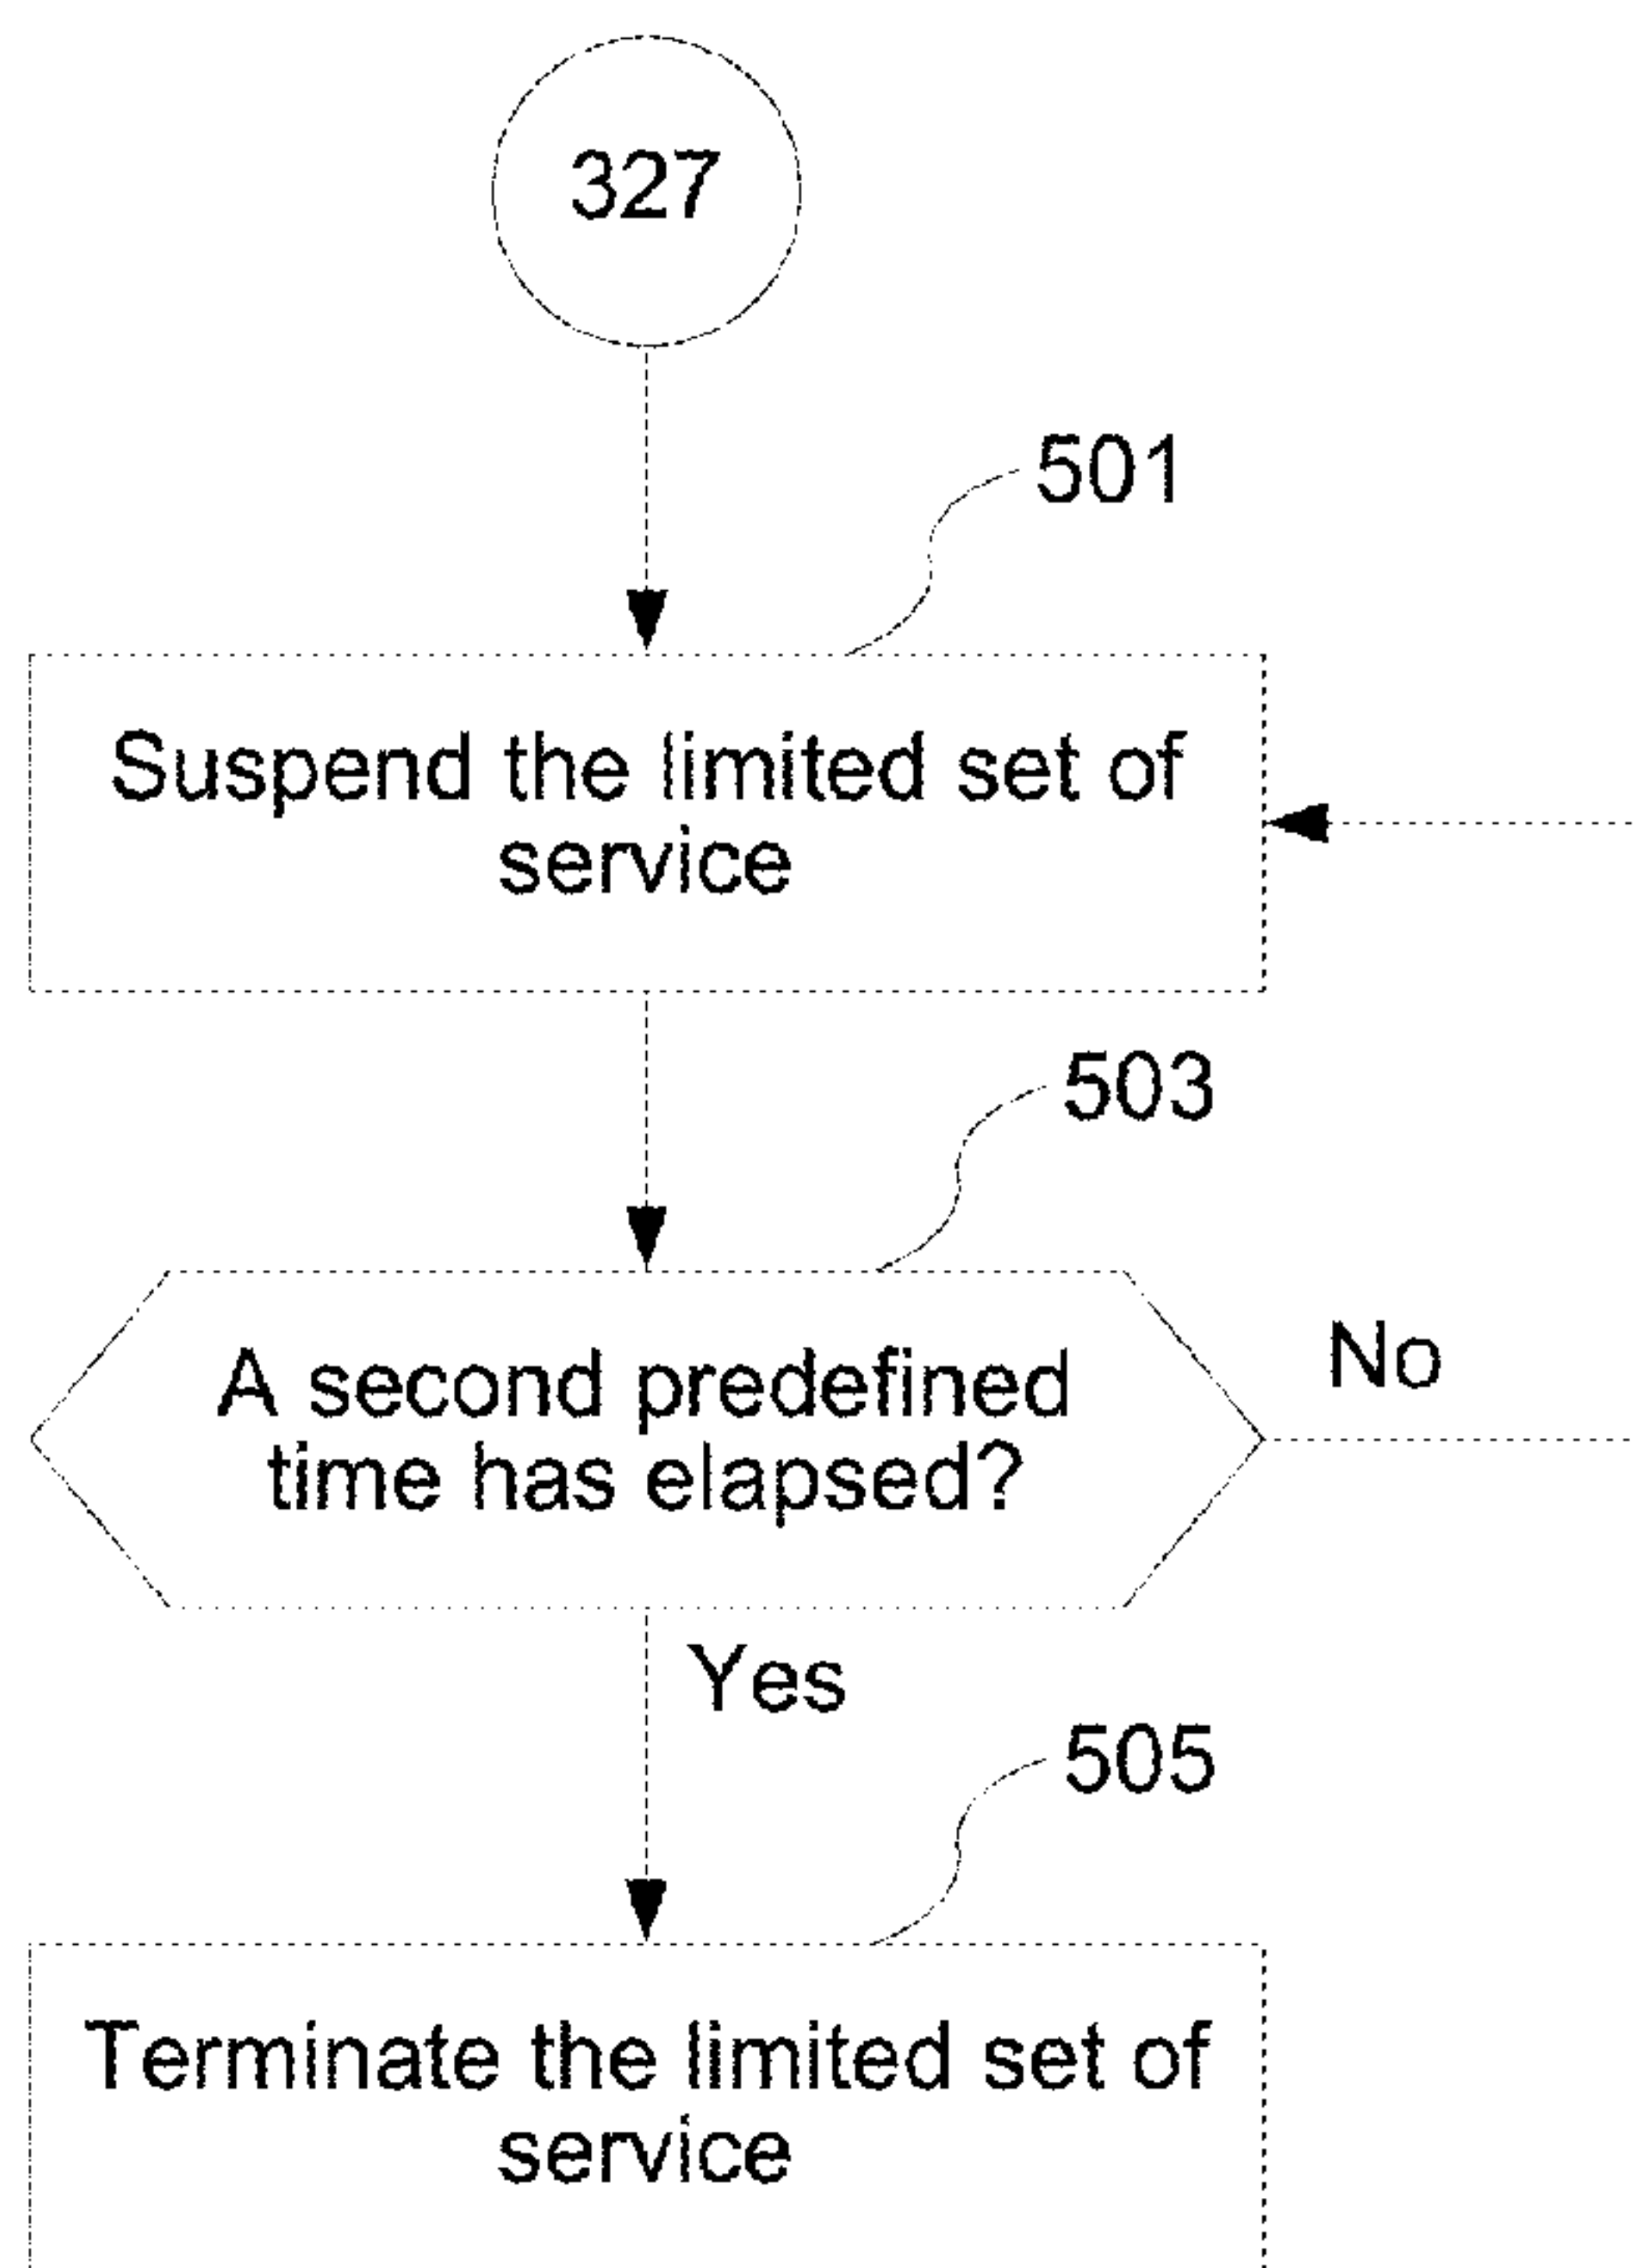 327
501
Suspend the limited set of
service
503
A second predefined
time has elapsed?
No
Yes
505
Terminate the limited set of
service